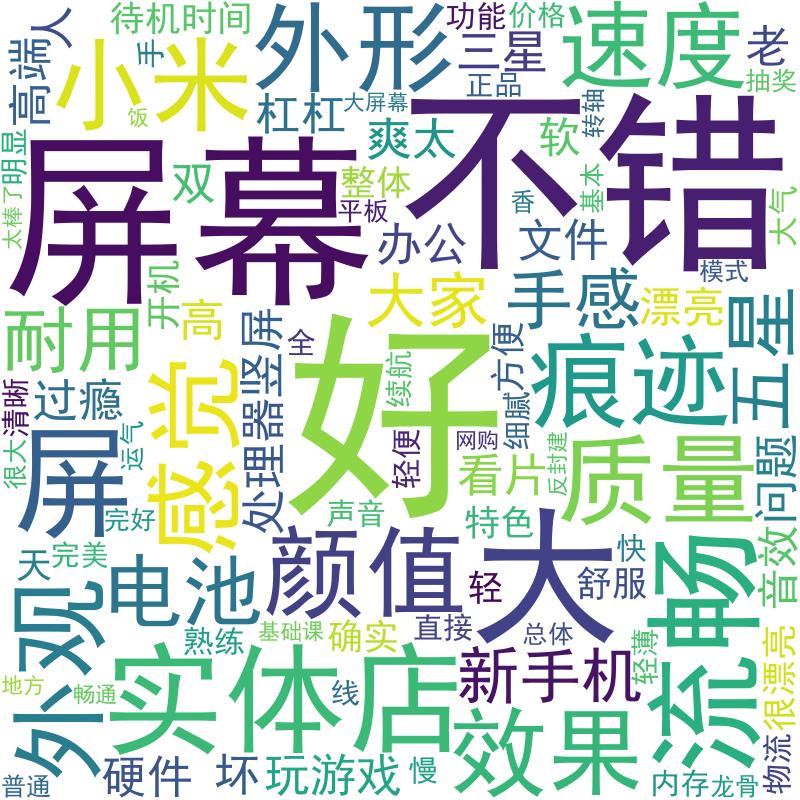 待机时间
手
人
高端
小米
饭
外形
功能
价格
三星
正品
速度
老
抽奖
杠杠
大屏幕
爽太
软
转轴
不错
太棒了
明显
屏幕
双
整体
平板
香
基本
大气
办公
文件
模式
开机
高
大家
手感
漂亮
耐用
竖屏
全
好
续航
方便
细腻
痕迹
五星
清晰
过瘾
感觉
处理器
轻便
网购
看片
反封建
质量
问题
很大
屏
运气
完好
声音
特色
天
完美
电池
颜值
大
轻
快
舒服
流畅
音效
外观
熟练
基础课
确实
直接
总体
轻薄
很漂亮
地方
畅通
实体店
线
新手机
效果
物流
普通
硬件
坏
玩游戏
慢
内存
龙骨